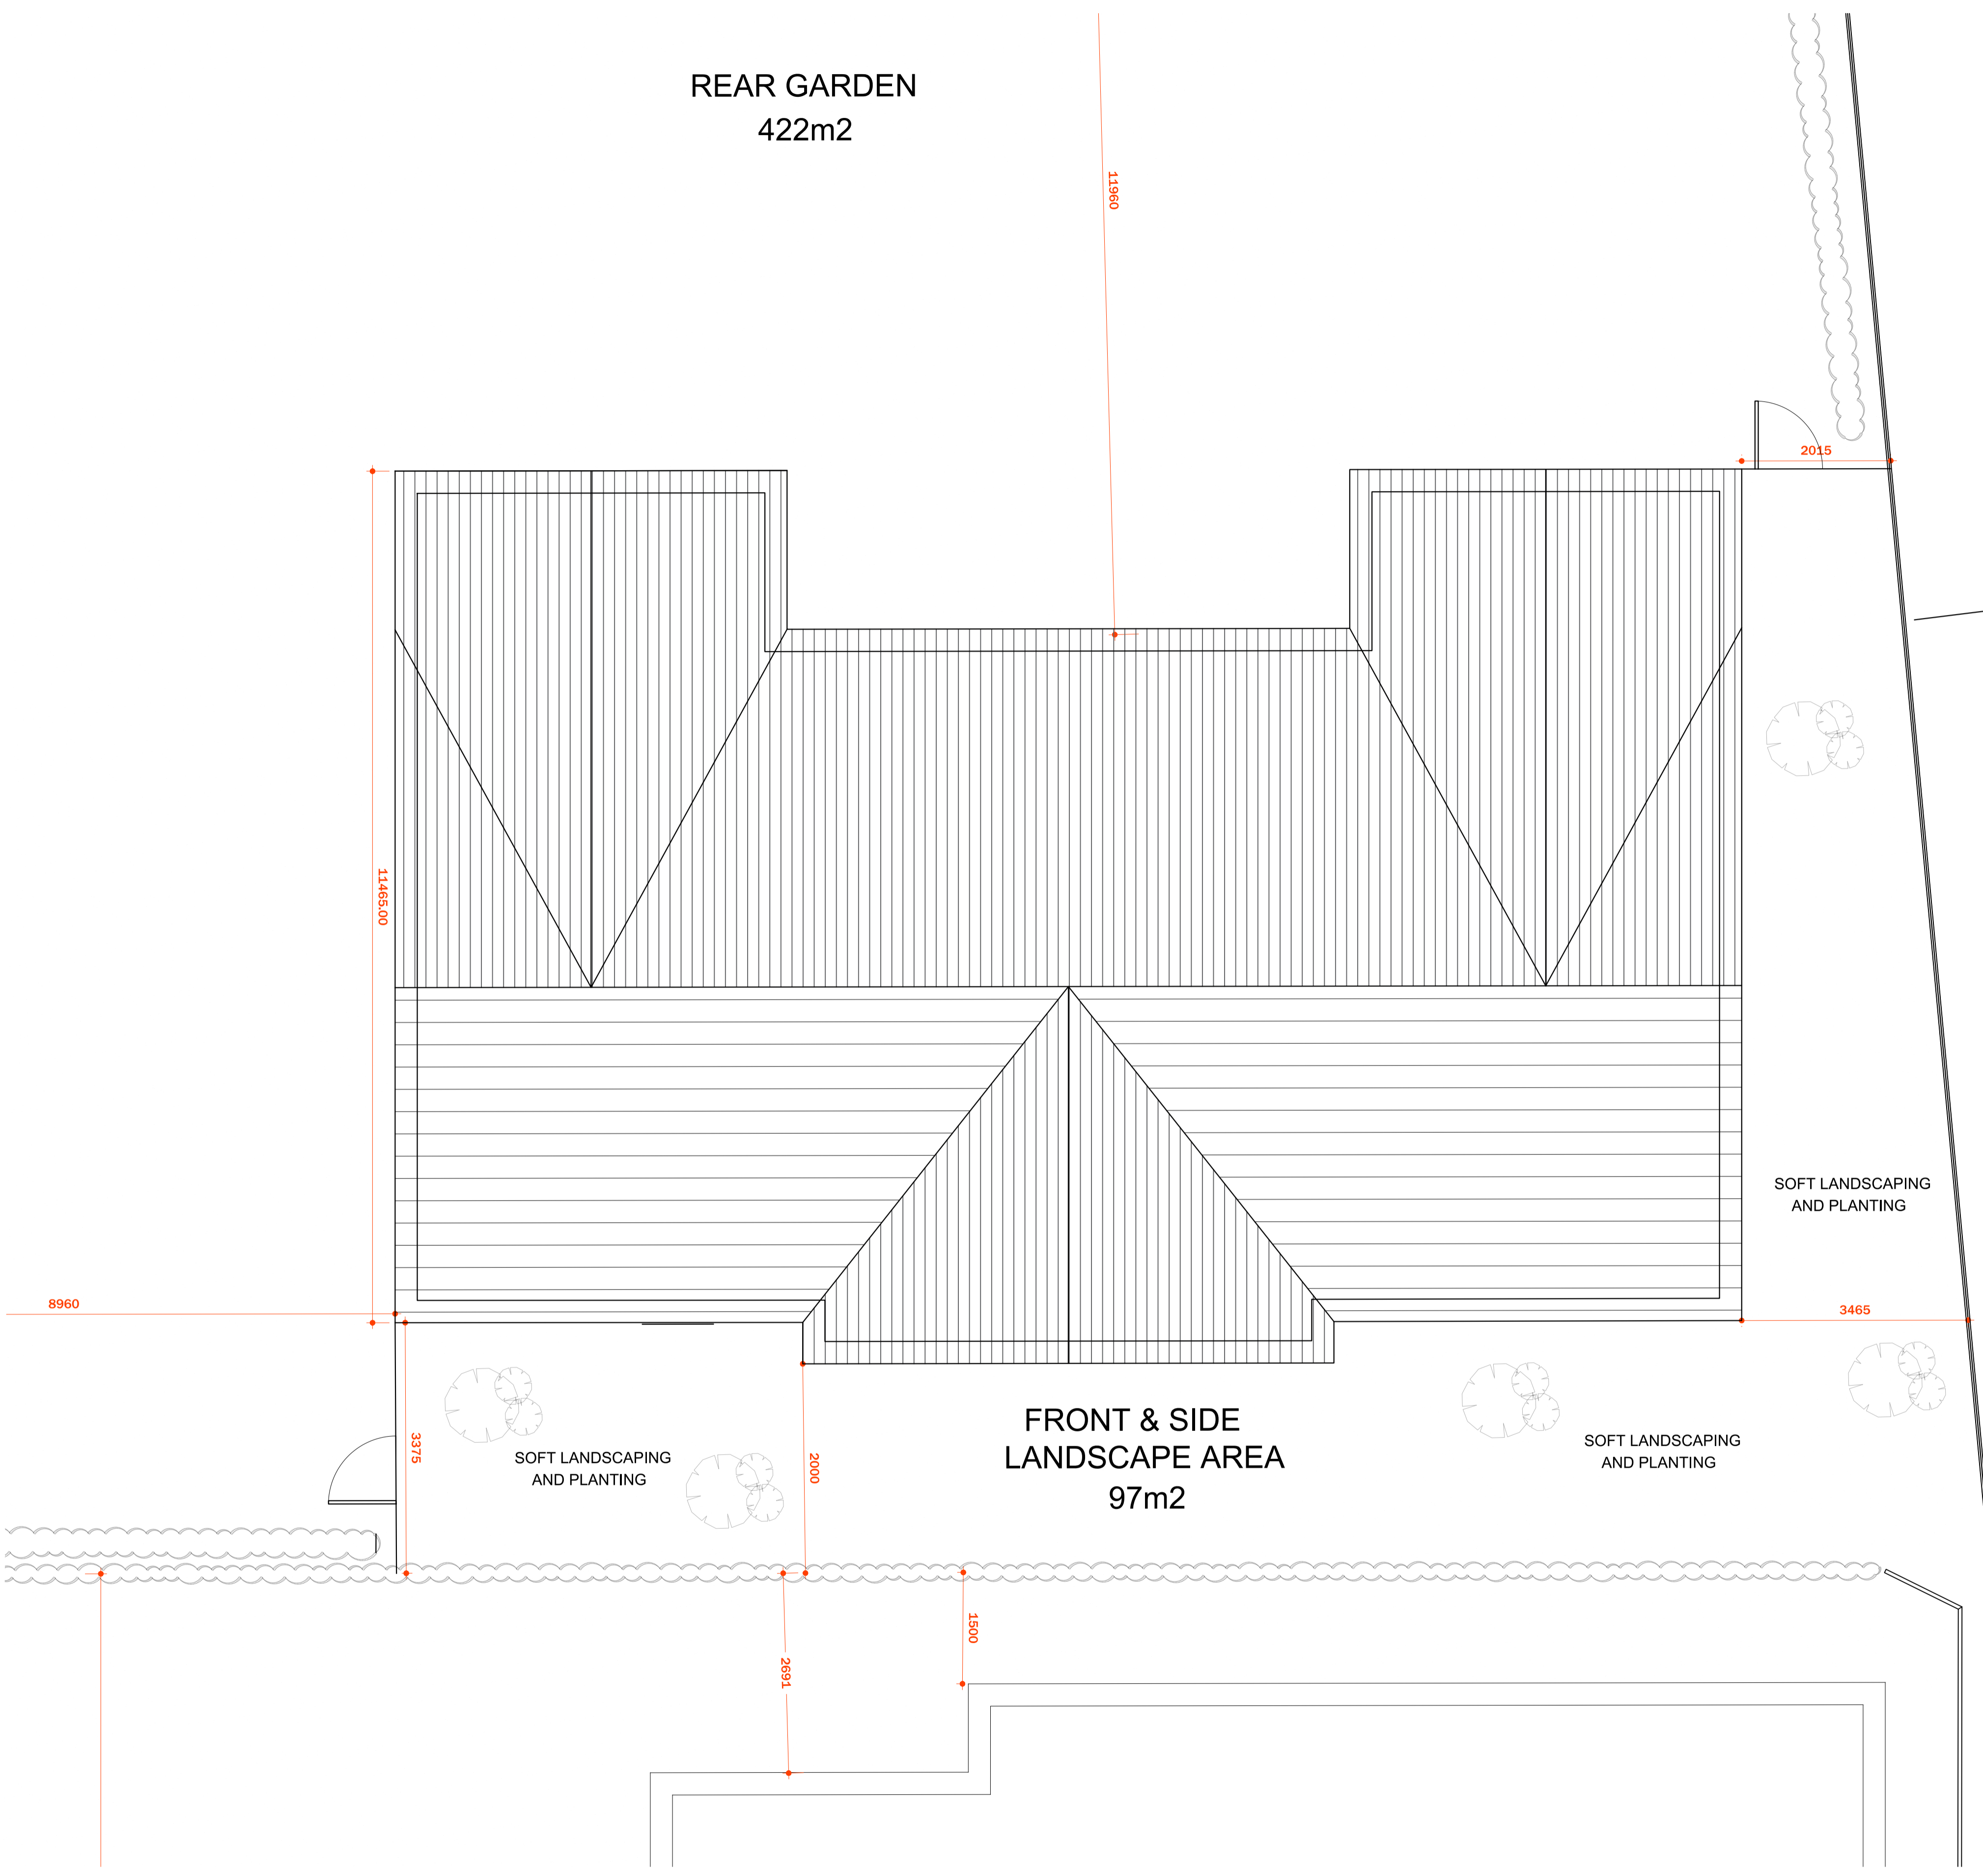 REAR GARDEN
422m2
11960
2015
11465.00
SOFT LANDSCAPING
AND PLANTING
8960
3465
3375
SOFT LANDSCAPING
AND PLANTING
2000
FRONT & SIDE
LANDSCAPE AREA
97m2
SOFT LANDSCAPING
AND PLANTING
1500
2691